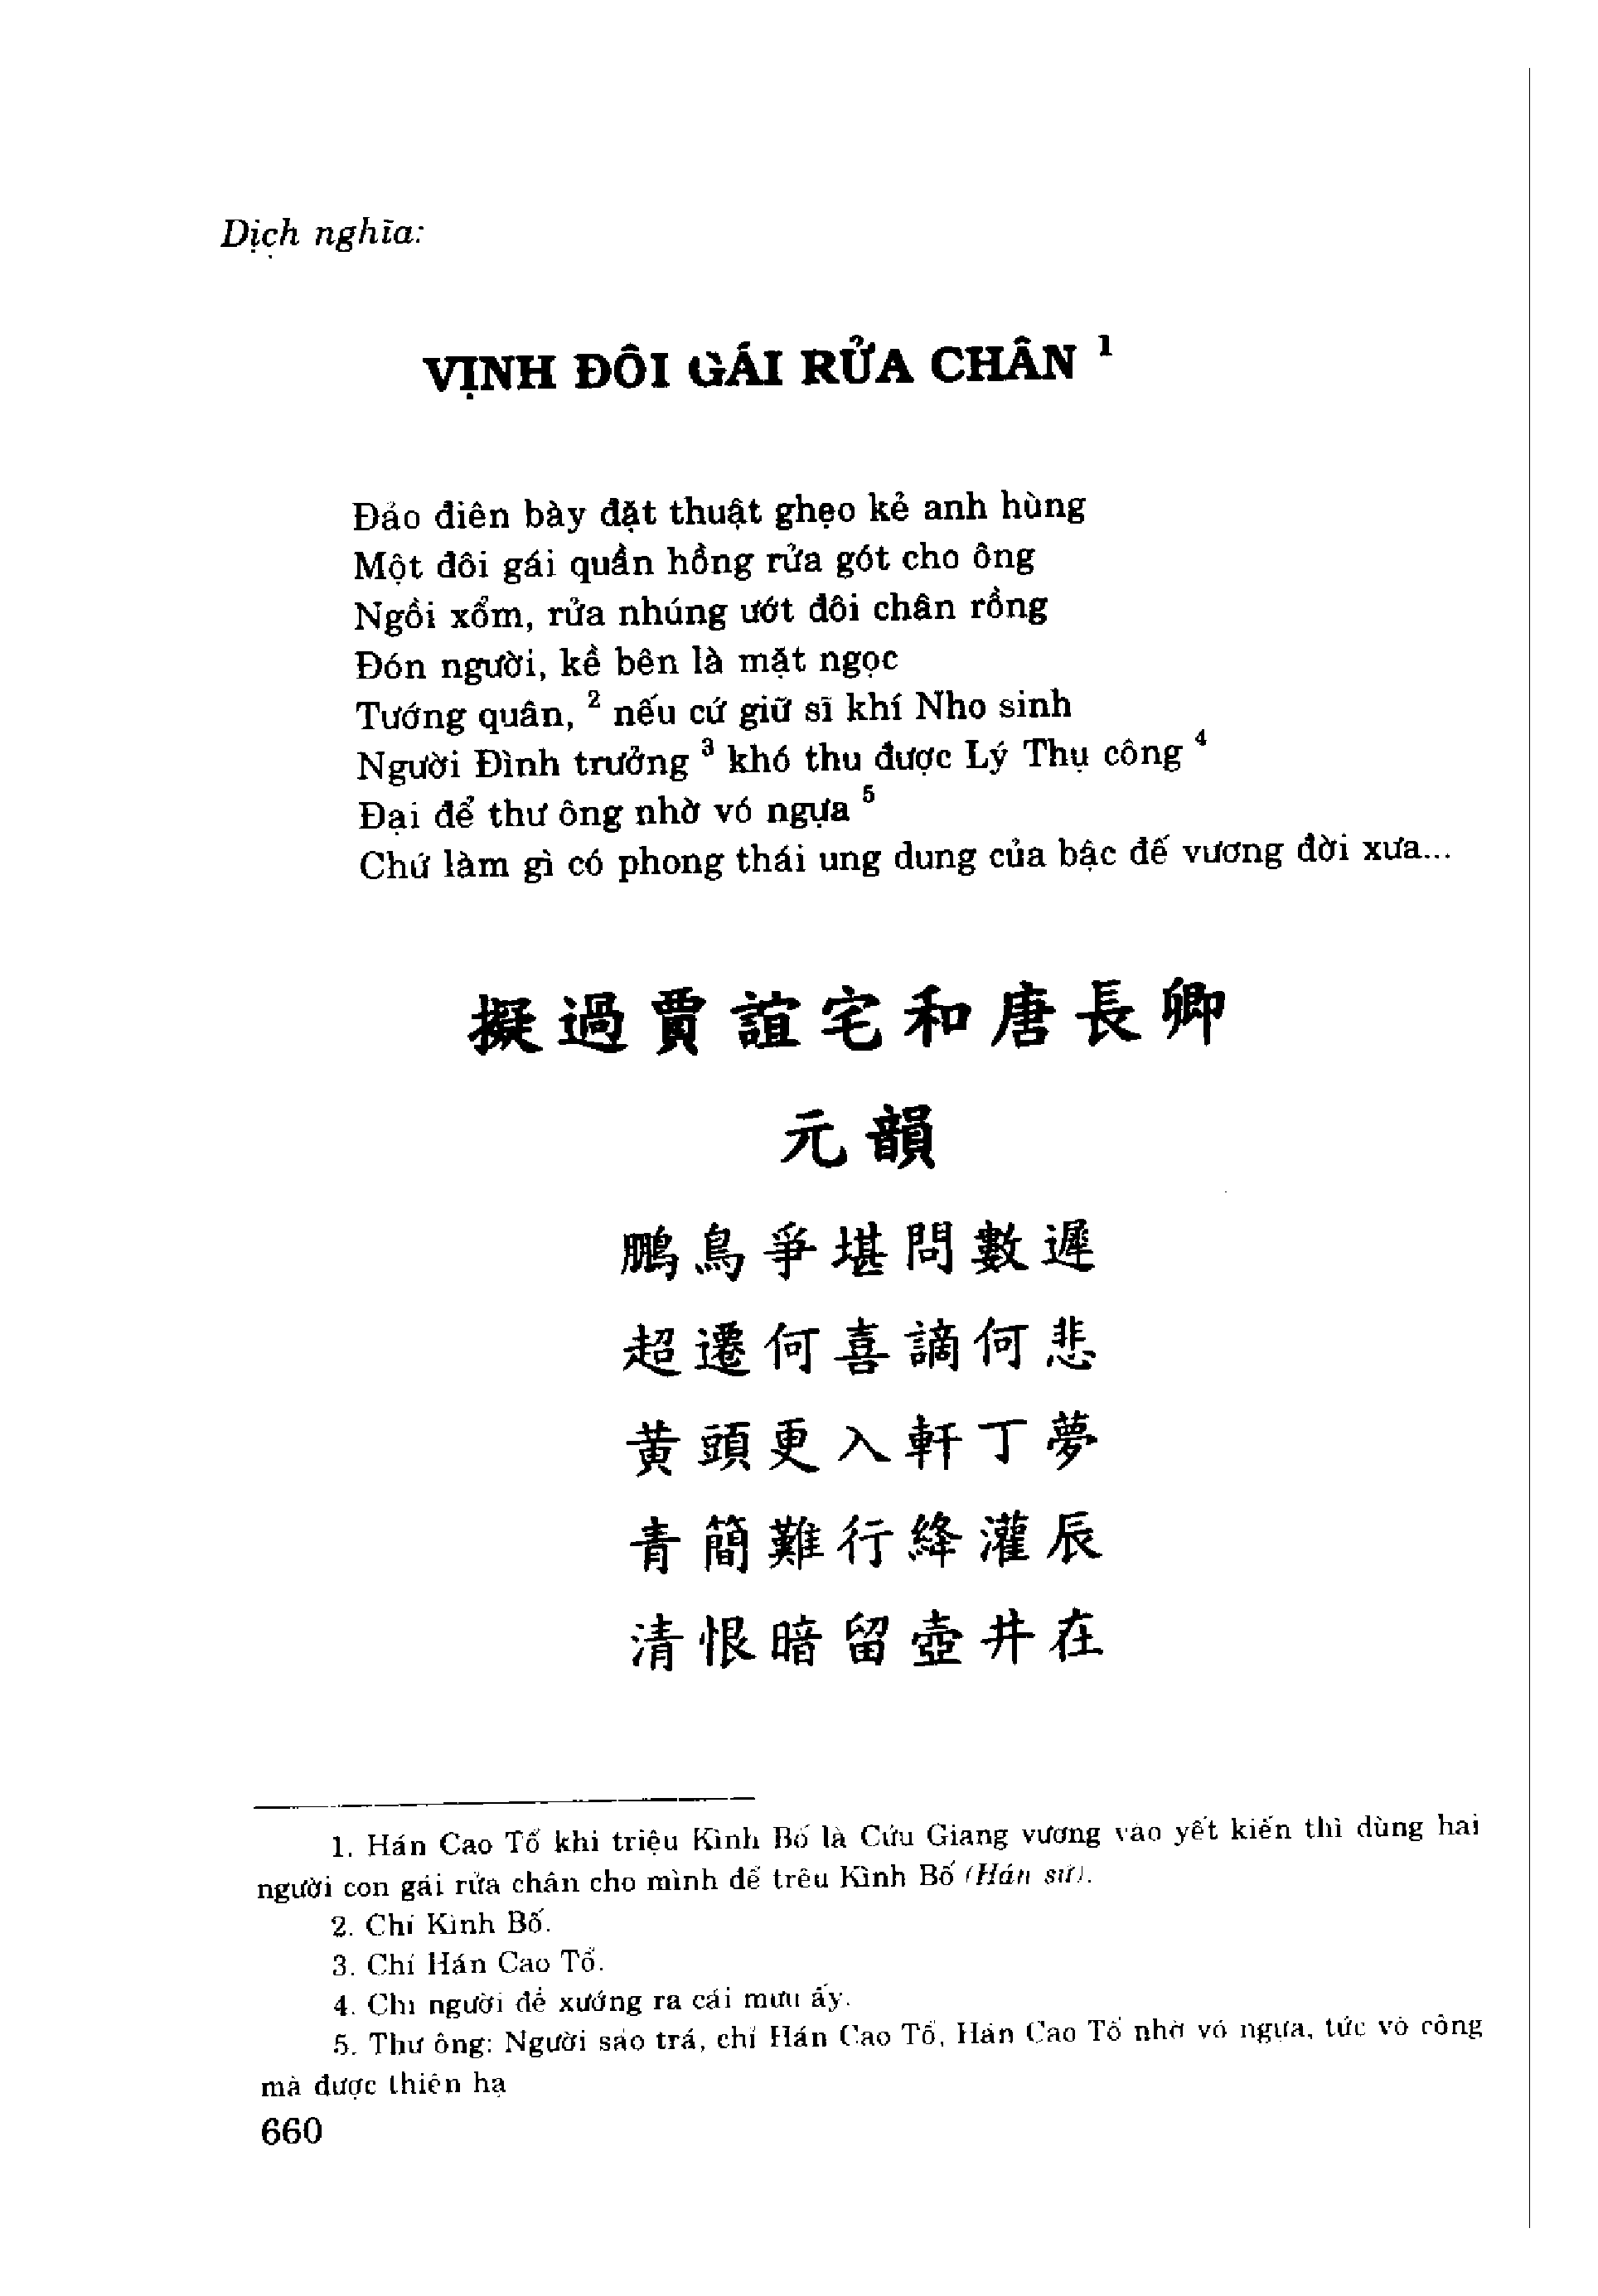 Dịch nghĩa:
VỊNH ĐÔI GÁI RỬA CHÂN ¹
Đảo điên bày đặt thuật ghẹo kẻ anh hùng
Một đôi gái quần hồng rửa gót cho ông
Ngồi xổm, rửa nhúng ướt đôi chân rồng
Đón người, kề bên là mặt ngọc
Tướng quân, ² nếu cứ giữ sĩ khí Nho sinh
Người Đình trưởng ³ khó thu được Lý Thụ công ⁴
Đại để thư ông nhờ vó ngựa ⁵
Chứ làm gì có phong thái ung dung của bậc đế vương đời xưa...
擬過賈誼宅和唐長卿
元韻
鵬鳥爭堪問數遲
超遷何喜謫何悲
黃頭更入軒丁夢
青簡難行絳灌辰
清恨暗留壺井在
1. Hán Cao Tổ khi triệu Kình Bố là Cửu Giang vương vào yết kiến thì dùng hai
người con gái rửa chân cho mình để trêu Kình Bố (Hán sử).
2. Chỉ Kình Bố.
3. Chỉ Hán Cao Tổ.
4. Chỉ người đề xướng ra cái mưu ấy.
5. Thư ông: Người sảo trá, chỉ Hán Cao Tổ, Hán Cao Tổ nhờ vó ngựa, tức võ công
mà được thiên hạ
660